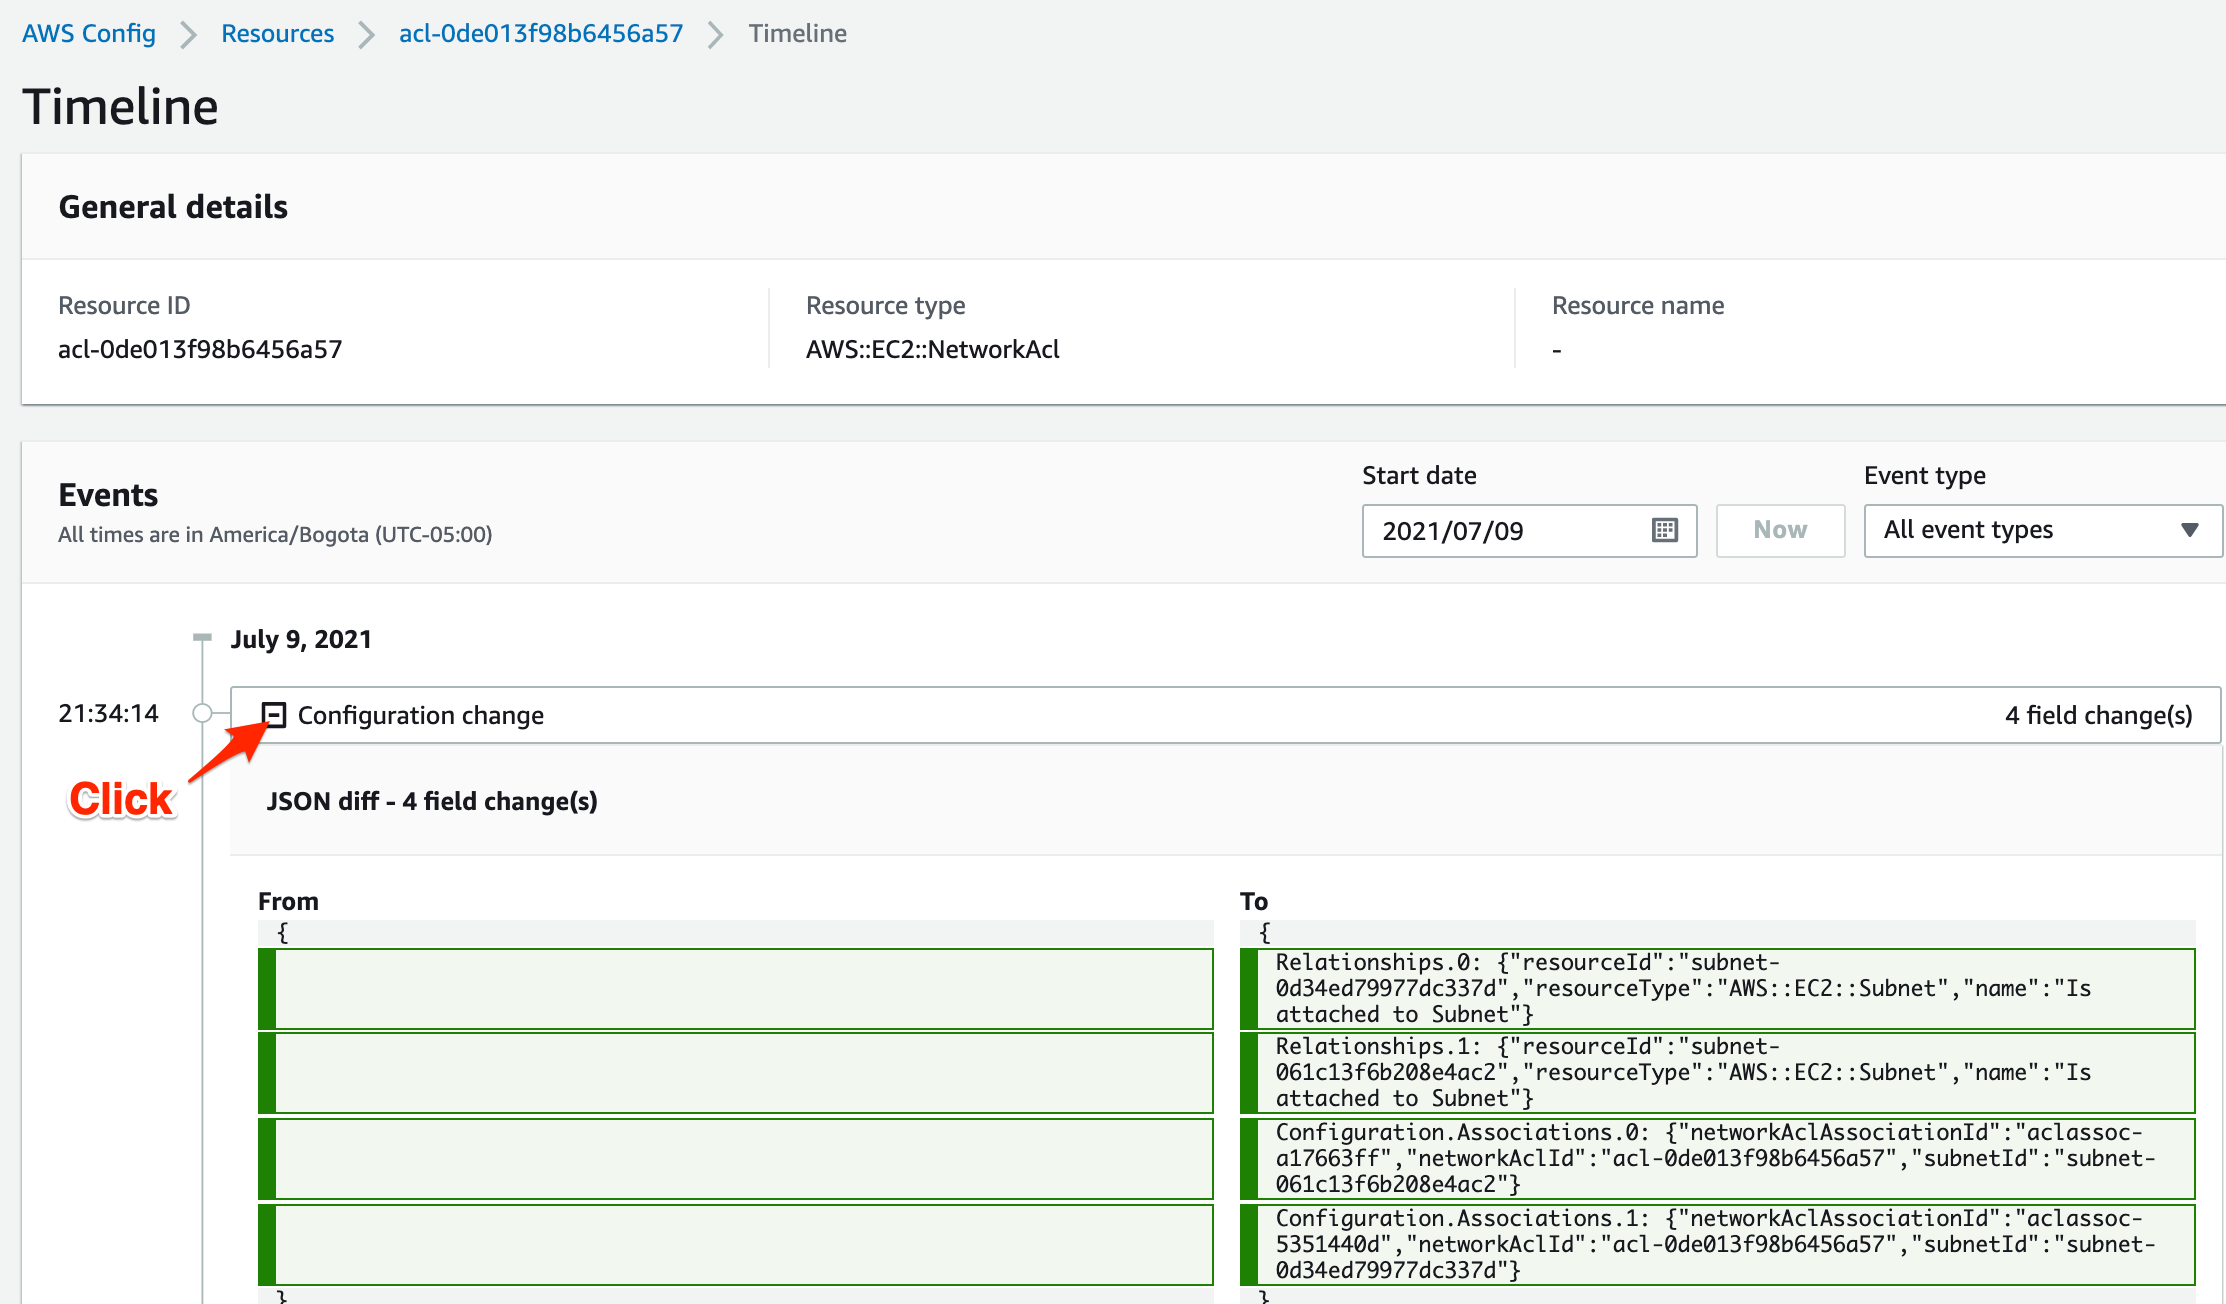 AWS Config > Resources > acl-0de013f98b6456a57 > Timeline
Timeline
General details
Resource ID
acl-0de013f98b6456a57
Resource type
AWS::EC2::NetworkAcl
Resource name
-
Events
All times are in America/Bogota (UTC-05:00)
Start date
2021/07/09
Now
Event type
All event types
July 9, 2021
21:34:14
Configuration change
4 field change(s)
Click
JSON diff - 4 field change(s)
From
{
}
To
{
Relationships.0: {"resourceId":"subnet-
0d34ed79977dc337d","resourceType":"AWS::EC2::Subnet","name":"Is
attached to Subnet"}
Relationships.1: {"resourceId":"subnet-
061c13f6b208e4ac2","resourceType":"AWS::EC2::Subnet","name":"Is
attached to Subnet"}
Configuration.Associations.0: {"networkAclAssociationId":"aclassoc-
a17663ff","networkAclId":"acl-0de013f98b6456a57","subnetId":"subnet-
061c13f6b208e4ac2"}
Configuration.Associations.1: {"networkAclAssociationId":"aclassoc-
5351440d","networkAclId":"acl-0de013f98b6456a57","subnetId":"subnet-
0d34ed79977dc337d"}
}